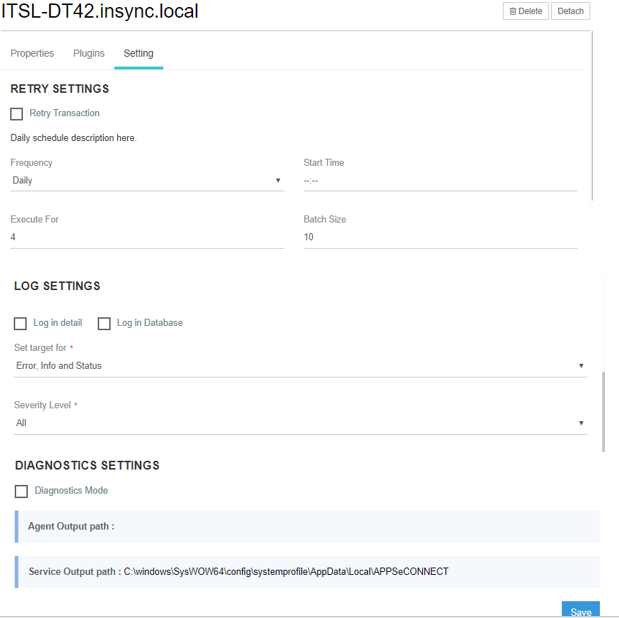 ITSL-DT42.insync.local
Delete Detach
Properties Plugins Setting
RETRY SETTINGS
Retry Transaction
Daily schedule description here.
Frequency Start Time
Daily --:--
Execute For Batch Size
4 10
LOG SETTINGS
Log in detail Log in Database
Set target for *
Error, Info and Status
Severity Level *
All
DIAGNOSTICS SETTINGS
Diagnostics Mode
Agent Output path :
Service Output path : C:\windows\SysWOW64\config\systemprofile\AppData\Local\APPSeCONNECT
Save